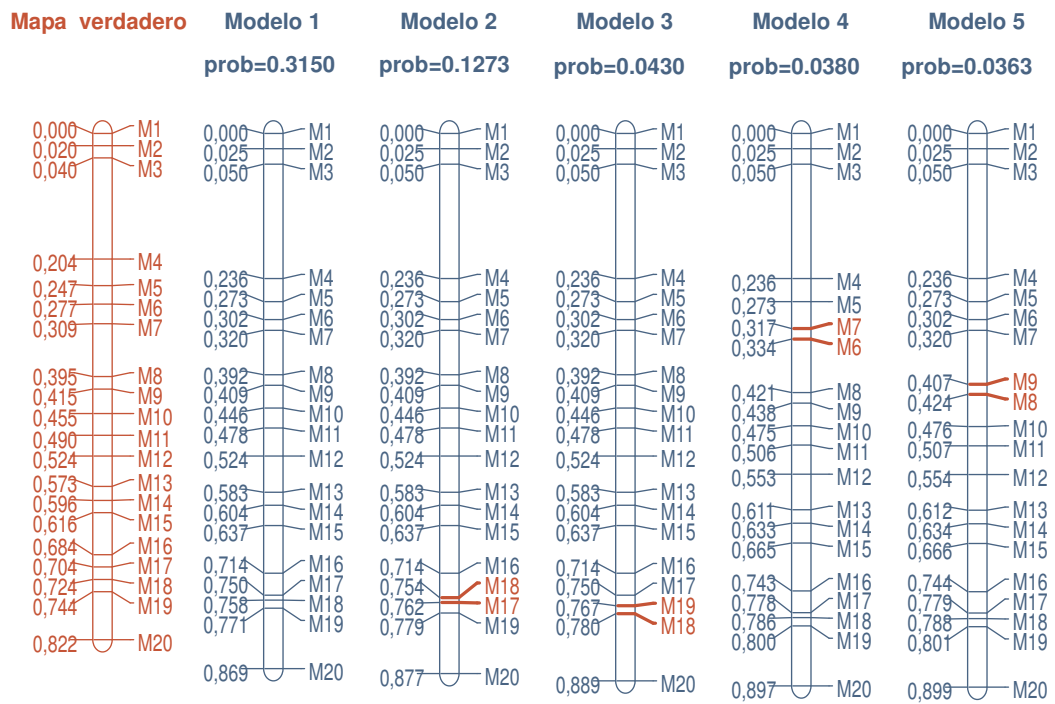 Mapa verdadero
0,000 M1
0,020 M2
0,040 M3
0,204 M4
0,247 M5
0,277 M6
0,309 M7
0,395 M8
0,415 M9
0,455 M10
0,490 M11
0,524 M12
0,573 M13
0,596 M14
0,616 M15
0,684 M16
0,704 M17
0,724 M18
0,744 M19
0,822 M20
Modelo 1
prob=0.3150
0,000 M1
0,025 M2
0,050 M3
0,236 M4
0,273 M5
0,302 M6
0,320 M7
0,392 M8
0,409 M9
0,446 M10
0,478 M11
0,524 M12
0,583 M13
0,604 M14
0,637 M15
0,714 M16
0,750 M17
0,758 M18
0,771 M19
0,869 M20
Modelo 2
prob=0.1273
0,000 M1
0,025 M2
0,050 M3
0,236 M4
0,273 M5
0,302 M6
0,320 M7
0,392 M8
0,409 M9
0,446 M10
0,478 M11
0,524 M12
0,583 M13
0,604 M14
0,637 M15
0,714 M16
0,754 M18
0,762 M17
0,779 M19
0,877 M20
Modelo 3
prob=0.0430
0,000 M1
0,025 M2
0,050 M3
0,236 M4
0,273 M5
0,302 M6
0,320 M7
0,392 M8
0,409 M9
0,446 M10
0,478 M11
0,524 M12
0,583 M13
0,604 M14
0,637 M15
0,714 M16
0,750 M17
0,767 M19
0,780 M18
0,889 M20
Modelo 4
prob=0.0380
0,000 M1
0,025 M2
0,050 M3
0,236 M4
0,273 M5
0,317 M7
0,334 M6
0,421 M8
0,438 M9
0,475 M10
0,506 M11
0,553 M12
0,611 M13
0,633 M14
0,665 M15
0,743 M16
0,778 M17
0,786 M18
0,800 M19
0,897 M20
Modelo 5
prob=0.0363
0,000 M1
0,025 M2
0,050 M3
0,236 M4
0,273 M5
0,302 M6
0,320 M7
0,407 M9
0,424 M8
0,476 M10
0,507 M11
0,554 M12
0,612 M13
0,634 M14
0,666 M15
0,744 M16
0,779 M17
0,788 M18
0,801 M19
0,899 M20